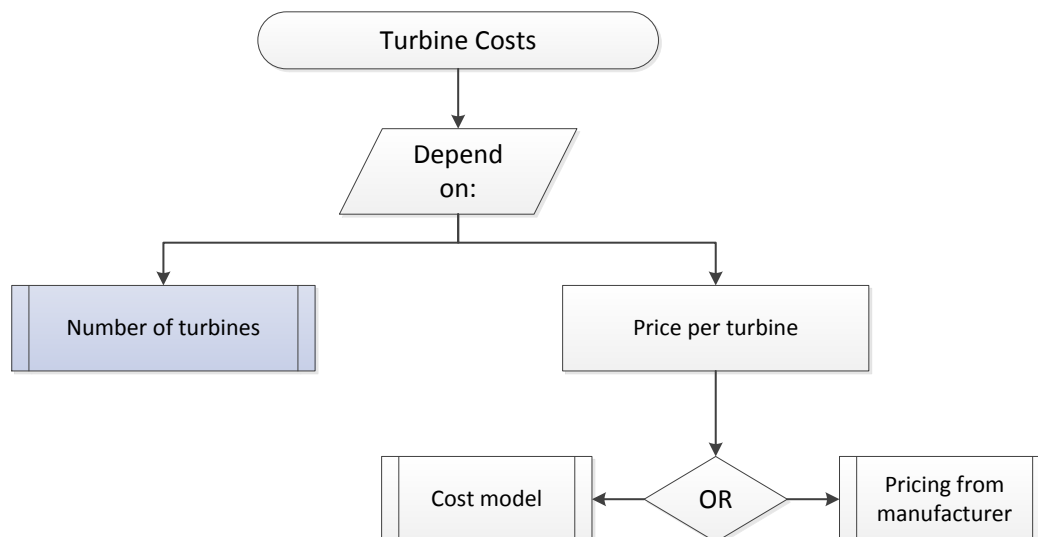 Turbine Costs
Depend
on:
Number of turbines
Price per turbine
Cost model
OR
Pricing from
manufacturer